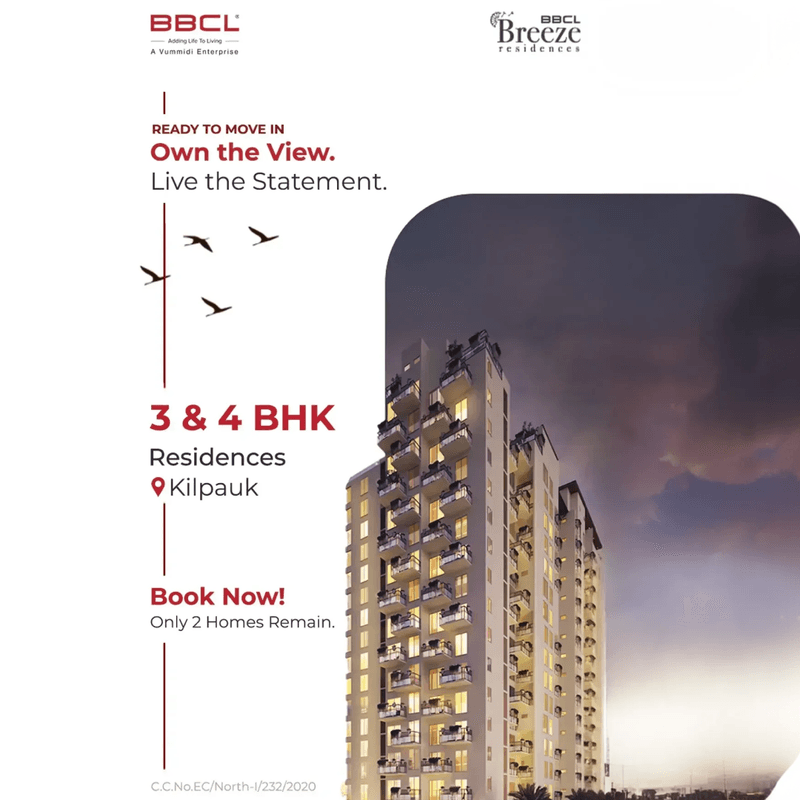 BBCL
Adding Life To Living
A Vummidi Enterprise
BBCL
Breeze
residences
READY TO MOVE IN
Own the View.
Live the Statement.
3 & 4 BHK
Residences
Kilpauk
Book Now!
Only 2 Homes Remain.
C.C.No.EC/North-I/232/2020